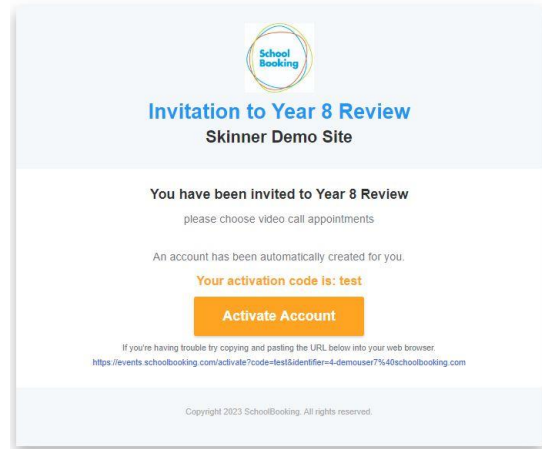 School
Booking
Invitation to Year 8 Review
Skinner Demo Site
You have been invited to Year 8 Review
please choose video call appointments
An account has been automatically created for you.
Your activation code is: test
Activate Account
If you're having trouble try copying and pasting the URL below into your web browser.
https://events.schoolbooking.com/activate?code=test&identifier=4-demouser7%40schoolbooking.com
Copyright 2023 SchoolBooking. All rights reserved.